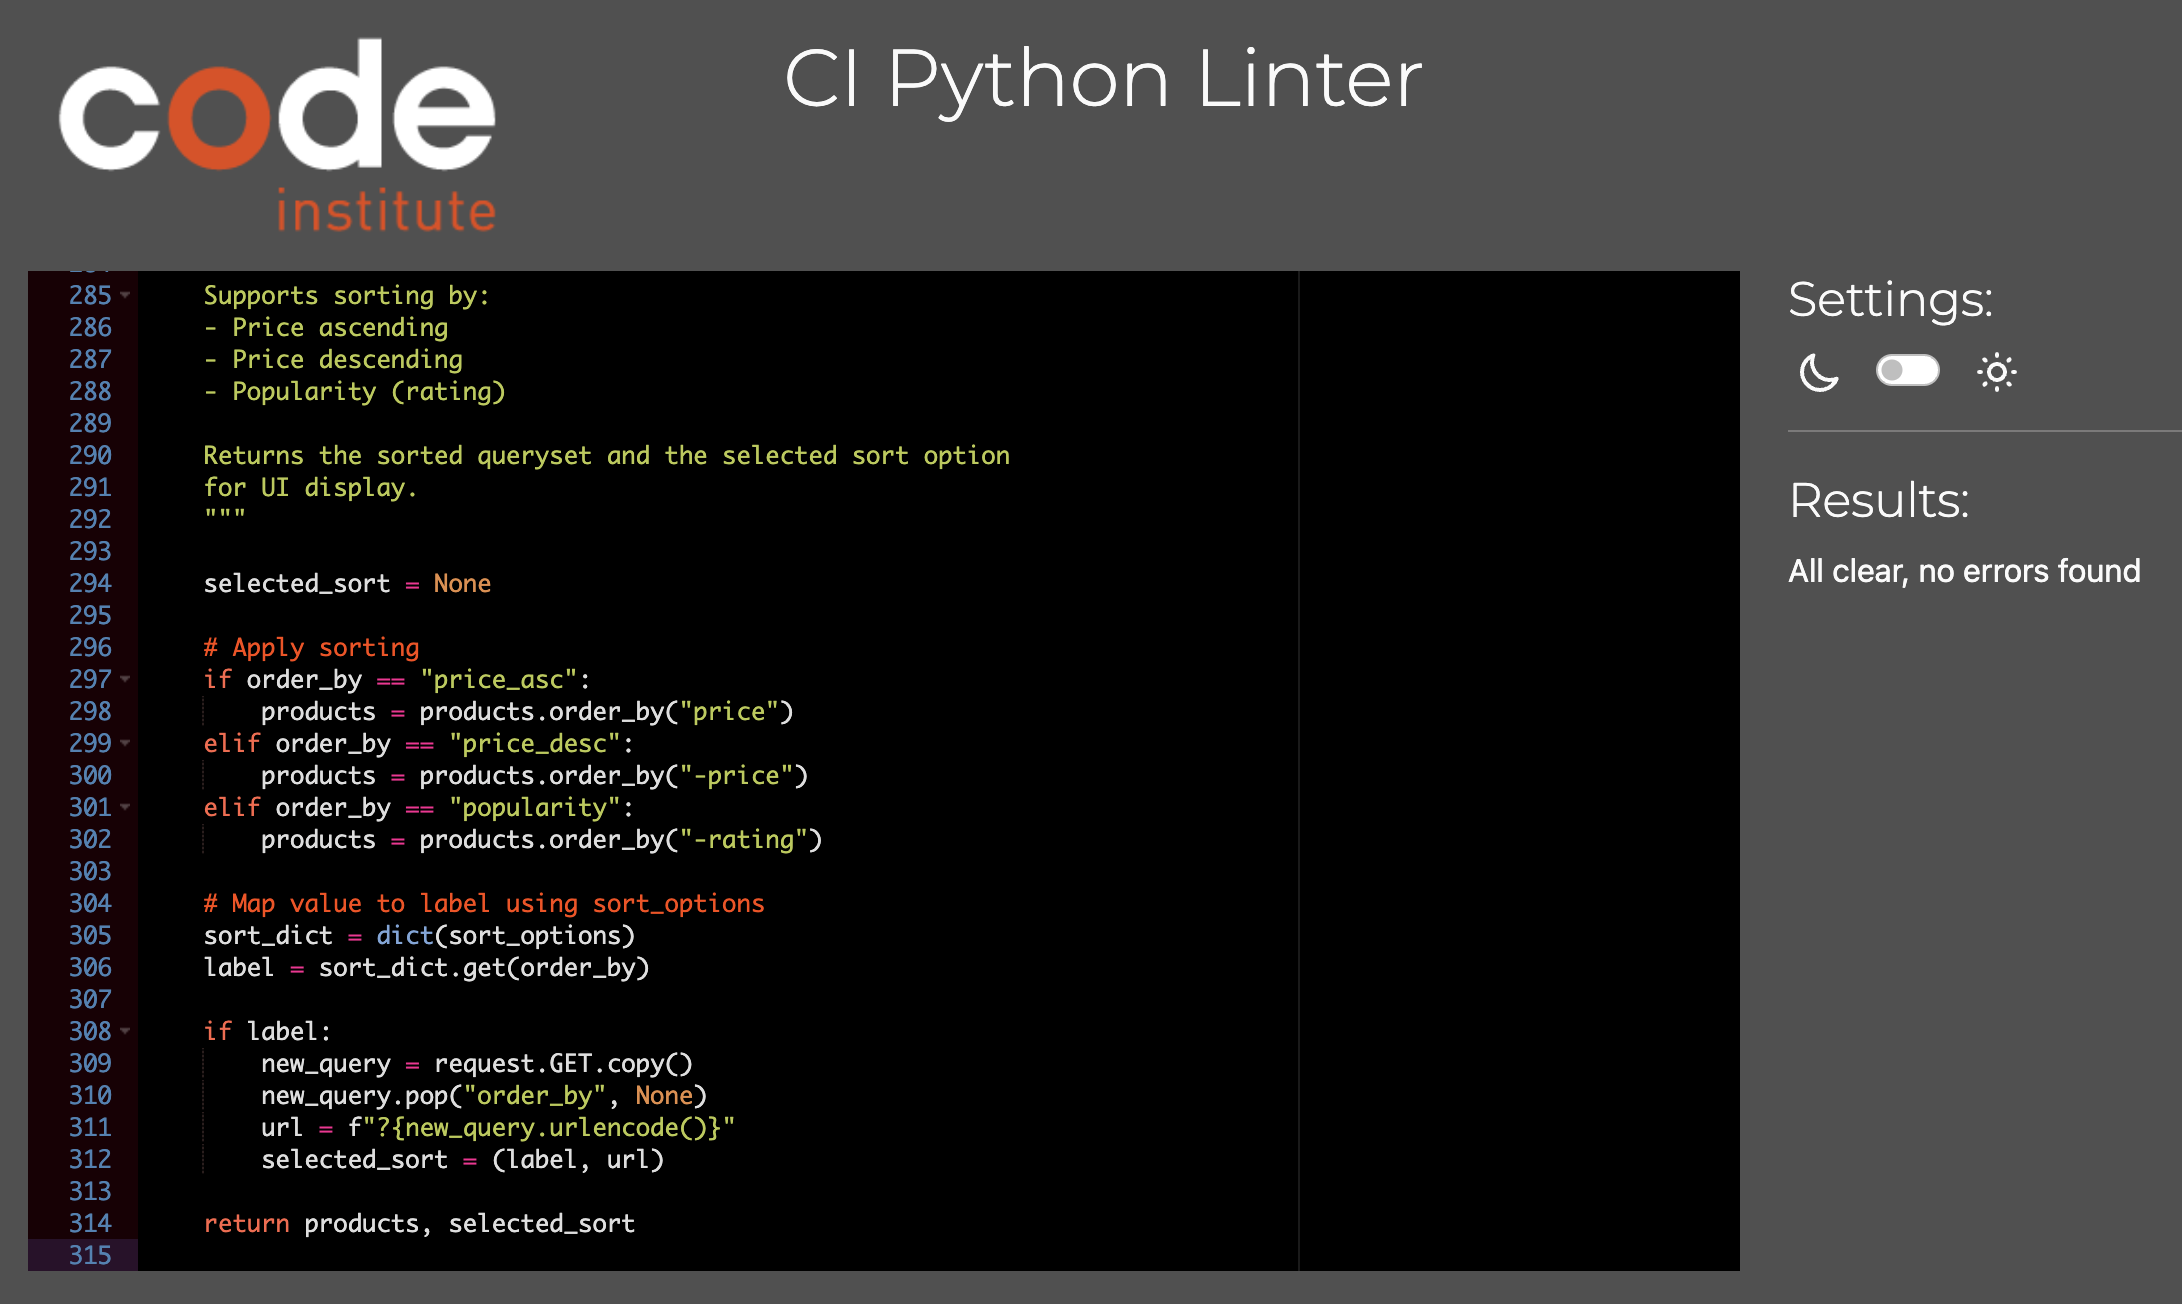 code
institute
CI Python Linter
285 Supports sorting by:
286 - Price ascending
287 - Price descending
288 - Popularity (rating)
289
290 Returns the sorted queryset and the selected sort option
291 for UI display.
292 """
293
294 selected_sort = None
295
296 # Apply sorting
297 if order_by == "price_asc":
298     products = products.order_by("price")
299 elif order_by == "price_desc":
300     products = products.order_by("-price")
301 elif order_by == "popularity":
302     products = products.order_by("-rating")
303
304 # Map value to label using sort_options
305 sort_dict = dict(sort_options)
306 label = sort_dict.get(order_by)
307
308 if label:
309     new_query = request.GET.copy()
310     new_query.pop("order_by", None)
311     url = f"?{new_query.urlencode()}"
312     selected_sort = (label, url)
313
314 return products, selected_sort
315
Settings:
Results:
All clear, no errors found